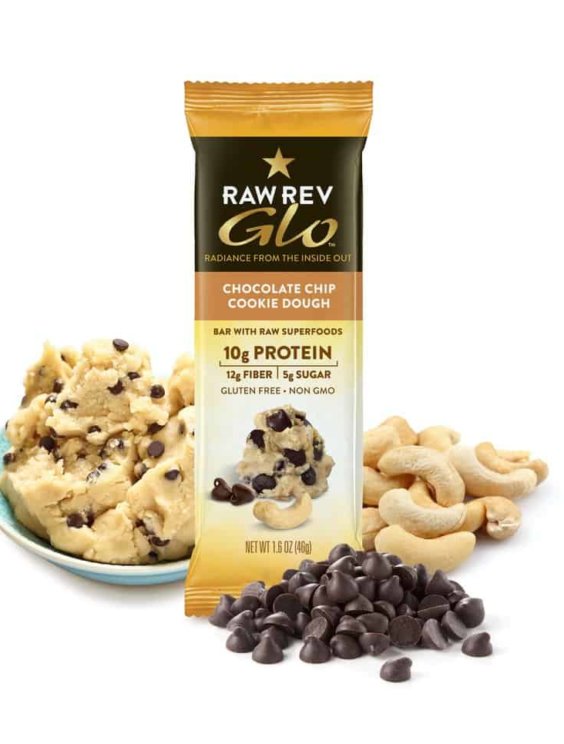 RAW REV
Glo™
RADIANCE FROM THE INSIDE OUT
CHOCOLATE CHIP
COOKIE DOUGH
BAR WITH RAW SUPERFOODS
10g PROTEIN
12g FIBER | 5g SUGAR
GLUTEN FREE • NON GMO
NET WT 1.6 OZ (46g)